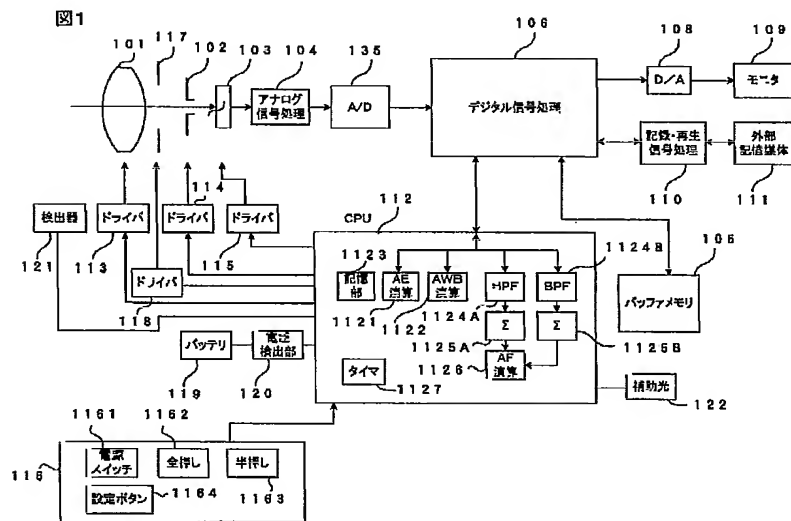 図1
101
117
102
103
104
135
106
108
109
アナログ
信号処理
A/D
デジタル信号処理
D/A
モニタ
記録・再生
信号処理
外部
記憶媒体
110
111
114
検出器
ドライバ
ドライバ
ドライバ
121
113
115
CPU
112
1123
1124B
記憶
部
AE
演算
AWB
演算
HPF
BPF
1121
1122
1124A
ドライバ
118
105
バッファメモリ
Σ
Σ
1125A
1125B
バッテリ
電圧
検出部
119
120
タイマ
1127
1126
AF
演算
補助光
122
1161
1162
電源
スイッチ
全押し
半押し
116
1163
設定ボタン
1164